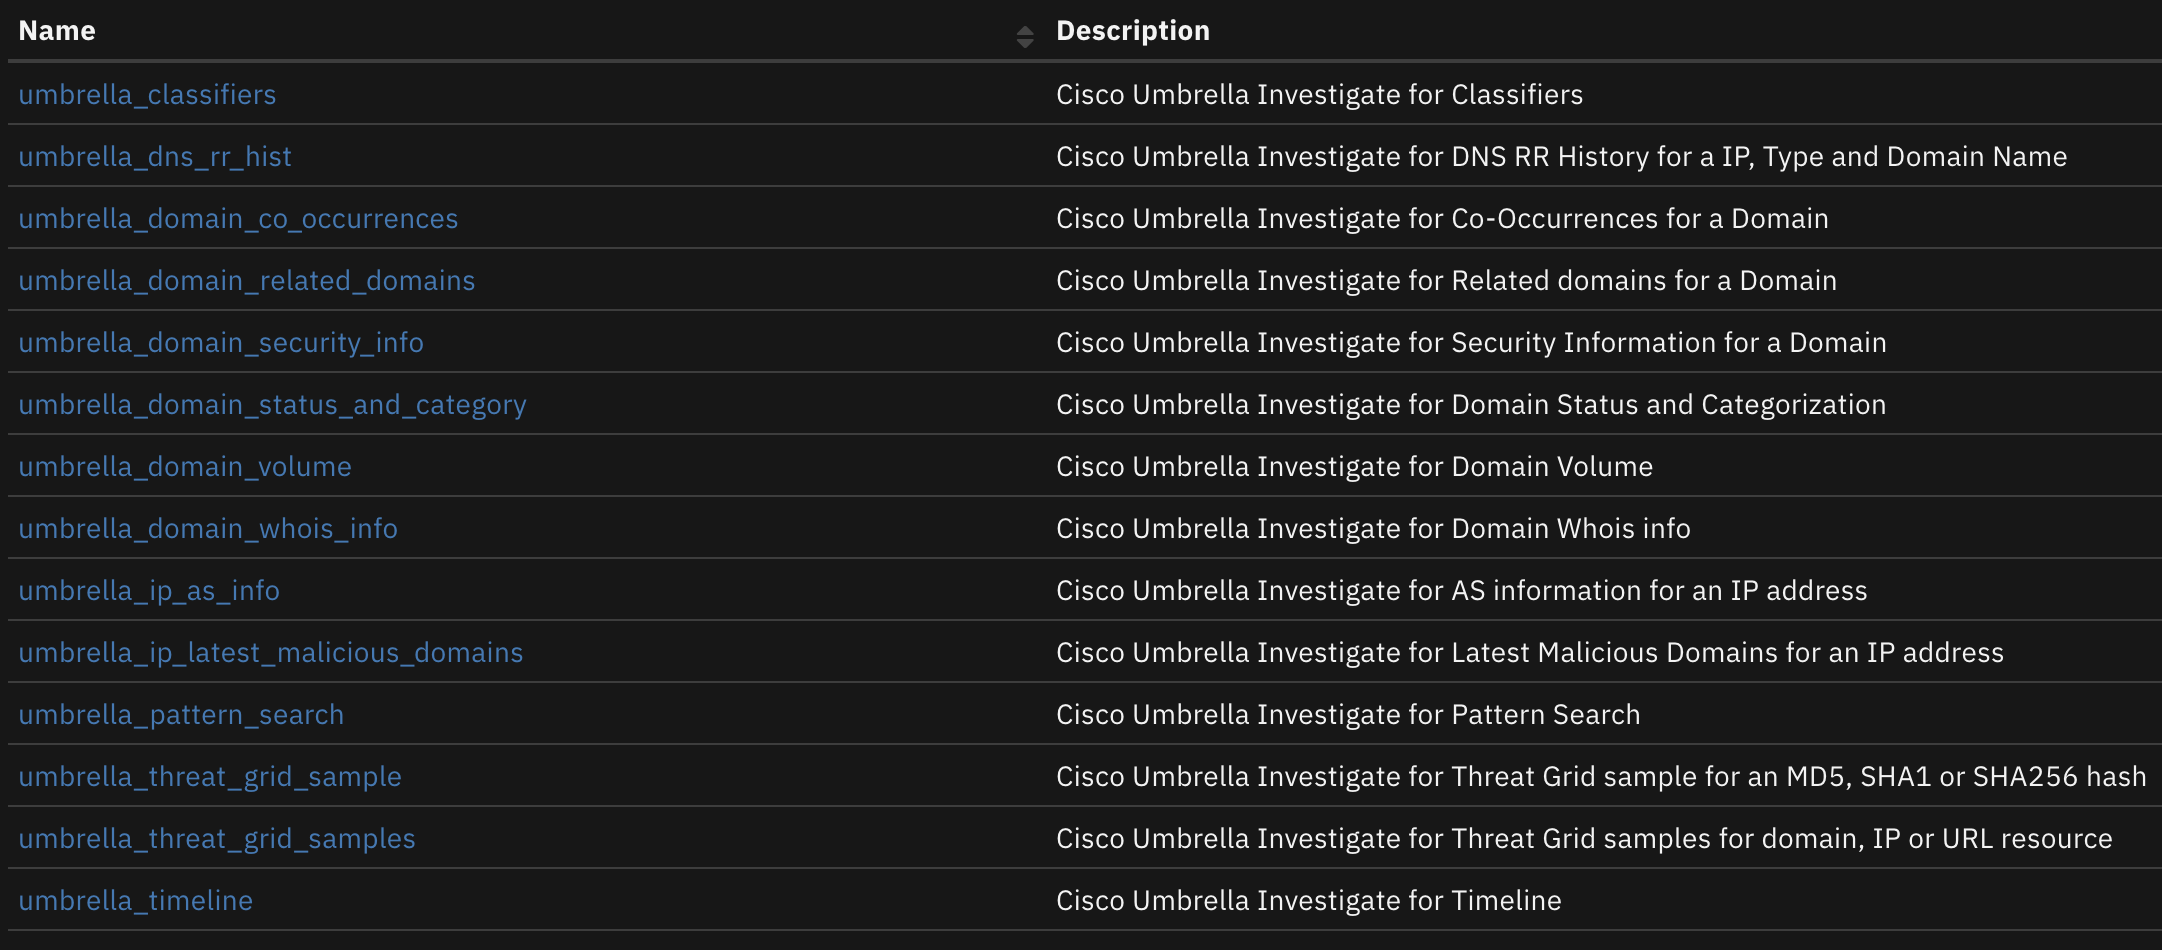 Name Description
umbrella_classifiers Cisco Umbrella Investigate for Classifiers
umbrella_dns_rr_hist Cisco Umbrella Investigate for DNS RR History for a IP, Type and Domain Name
umbrella_domain_co_occurrences Cisco Umbrella Investigate for Co-Occurrences for a Domain
umbrella_domain_related_domains Cisco Umbrella Investigate for Related domains for a Domain
umbrella_domain_security_info Cisco Umbrella Investigate for Security Information for a Domain
umbrella_domain_status_and_category Cisco Umbrella Investigate for Domain Status and Categorization
umbrella_domain_volume Cisco Umbrella Investigate for Domain Volume
umbrella_domain_whois_info Cisco Umbrella Investigate for Domain Whois info
umbrella_ip_as_info Cisco Umbrella Investigate for AS information for an IP address
umbrella_ip_latest_malicious_domains Cisco Umbrella Investigate for Latest Malicious Domains for an IP address
umbrella_pattern_search Cisco Umbrella Investigate for Pattern Search
umbrella_threat_grid_sample Cisco Umbrella Investigate for Threat Grid sample for an MD5, SHA1 or SHA256 hash
umbrella_threat_grid_samples Cisco Umbrella Investigate for Threat Grid samples for domain, IP or URL resource
umbrella_timeline Cisco Umbrella Investigate for Timeline